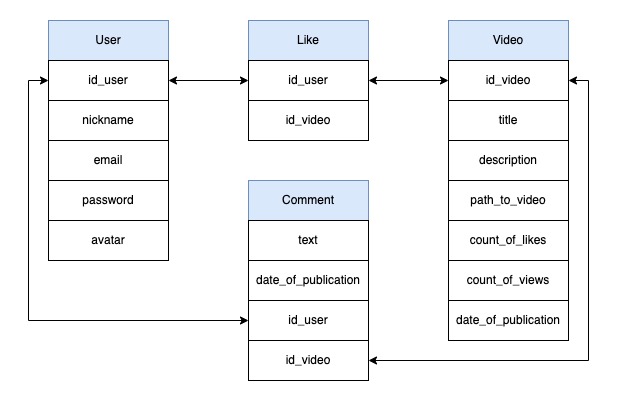 User
id_user
nickname
email
password
avatar
Like
id_user
id_video
Comment
text
date_of_publication
id_user
id_video
Video
id_video
title
description
path_to_video
count_of_likes
count_of_views
date_of_publication